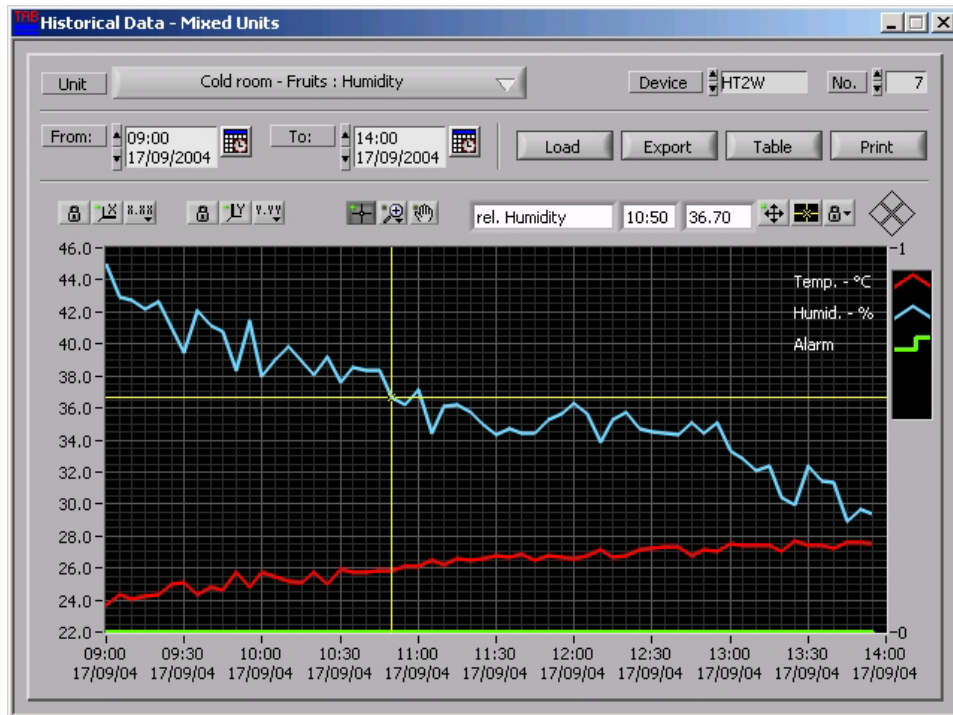 TAB Historical Data - Mixed Units
Unit Cold room - Fruits : Humidity Device HT2W No. 7
From: 09:00 17/09/2004 To: 14:00 17/09/2004 Load Export Table Print
X X.XX Y Y.YY rel. Humidity 10:50 36.70
46.0 1
44.0 Temp. - °C
42.0 Humid. - %
40.0 Alarm
38.0
36.0
34.0
32.0
30.0
28.0
26.0
24.0
22.0 0
09:00 09:30 10:00 10:30 11:00 11:30 12:00 12:30 13:00 13:30 14:00
17/09/04 17/09/04 17/09/04 17/09/04 17/09/04 17/09/04 17/09/04 17/09/04 17/09/04 17/09/04 17/09/04